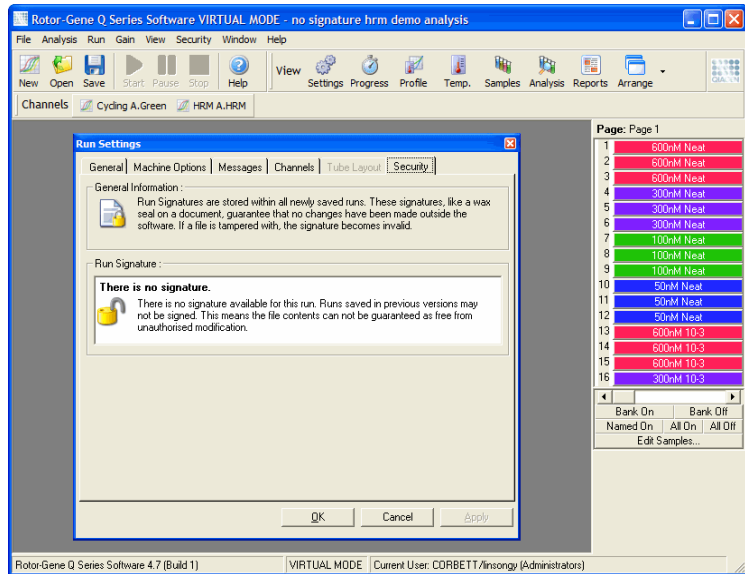 Rotor-Gene Q Series Software VIRTUAL MODE - no signature hrm demo analysis
File Analysis Run Gain View Security Window Help
New Open Save Start Pause Stop Help View Settings Progress Profile Temp. Samples Analysis Reports Arrange
Channels Cycling A.Green HRM A.HRM
Page: Page 1
1 600nM Neat
2 600nM Neat
3 600nM Neat
4 300nM Neat
5 300nM Neat
6 300nM Neat
7 100nM Neat
8 100nM Neat
9 100nM Neat
10 50nM Neat
11 50nM Neat
12 50nM Neat
13 600nM 10-3
14 600nM 10-3
15 600nM 10-3
16 300nM 10-3
Bank On Bank Off
Named On All On All Off
Edit Samples...
Run Settings
General Machine Options Messages Channels Tube Layout Security
General Information :
Run Signatures are stored within all newly saved runs. These signatures, like a wax
seal on a document, guarantee that no changes have been made outside the
software. If a file is tampered with, the signature becomes invalid.
Run Signature :
There is no signature.
There is no signature available for this run. Runs saved in previous versions may
not be signed. This means the file contents can not be guaranteed as free from
unauthorised modification.
OK Cancel Apply
Rotor-Gene Q Series Software 4.7 (Build 1) VIRTUAL MODE Current User: CORBETT/linsongy (Administrators)